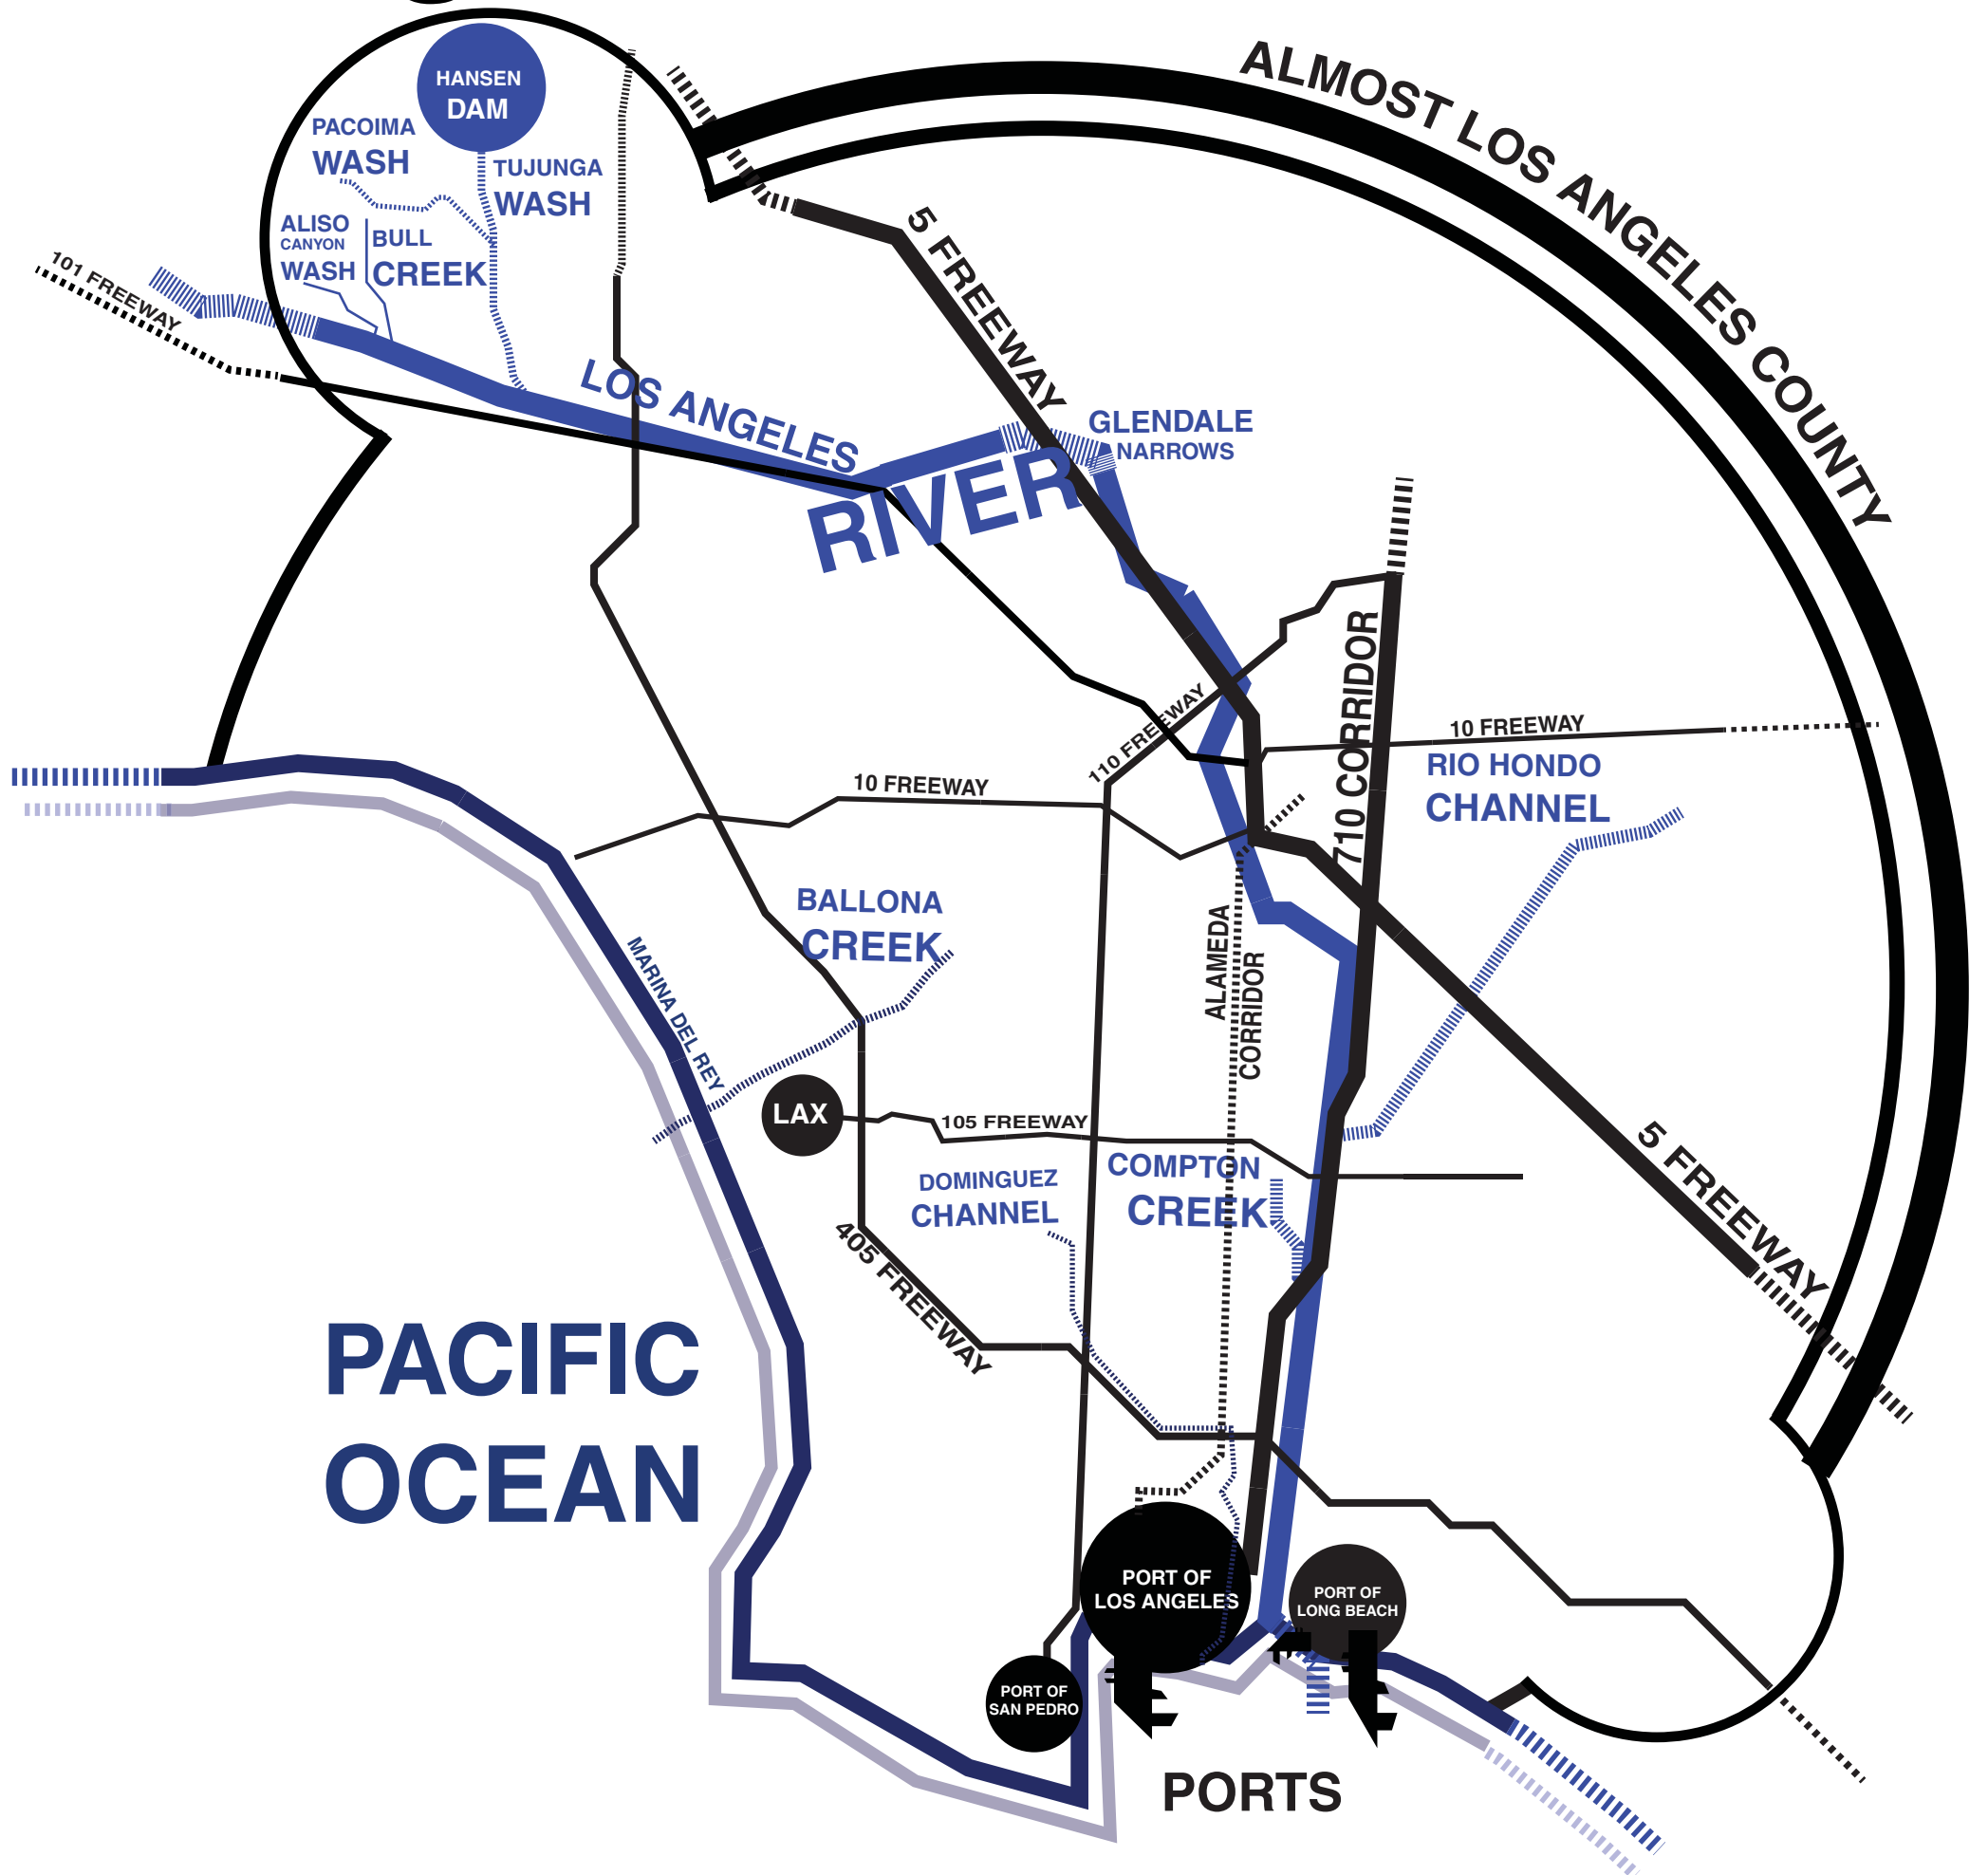 HANSEN
DAM
PACOIMA
WASH
TUJUNGA
WASH
ALISO
CANYON
WASH
BULL
CREEK
101 FREEWAY
ALMOST LOS ANGELES COUNTY
5 FREEWAY
LOS ANGELES
RIVER
GLENDALE
NARROWS
710 CORRIDOR
110 FREEWAY
10 FREEWAY
10 FREEWAY
RIO HONDO
CHANNEL
BALLONA
CREEK
MARINA DEL REY
ALAMEDA
CORRIDOR
LAX
105 FREEWAY
DOMINGUEZ
CHANNEL
COMPTON
CREEK
405 FREEWAY
5 FREEWAY
PACIFIC
OCEAN
PORT OF
LOS ANGELES
PORT OF
LONG BEACH
PORT OF
SAN PEDRO
PORTS